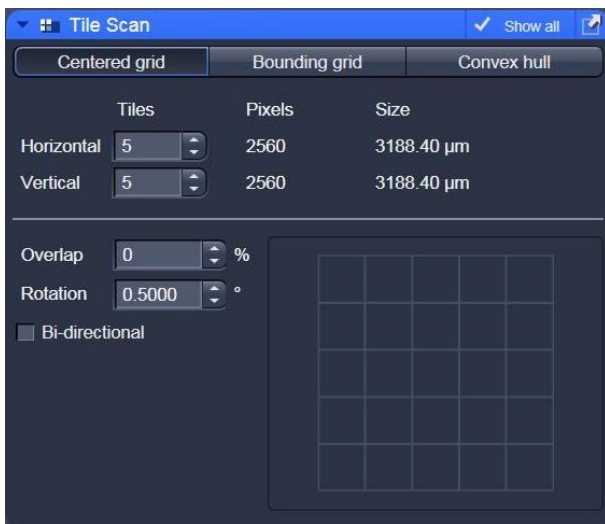 Tile Scan Show all
Centered grid Bounding grid Convex hull
Tiles Pixels Size
Horizontal 5 2560 3188.40 µm
Vertical 5 2560 3188.40 µm
Overlap 0 %
Rotation 0.5000 °
Bi-directional